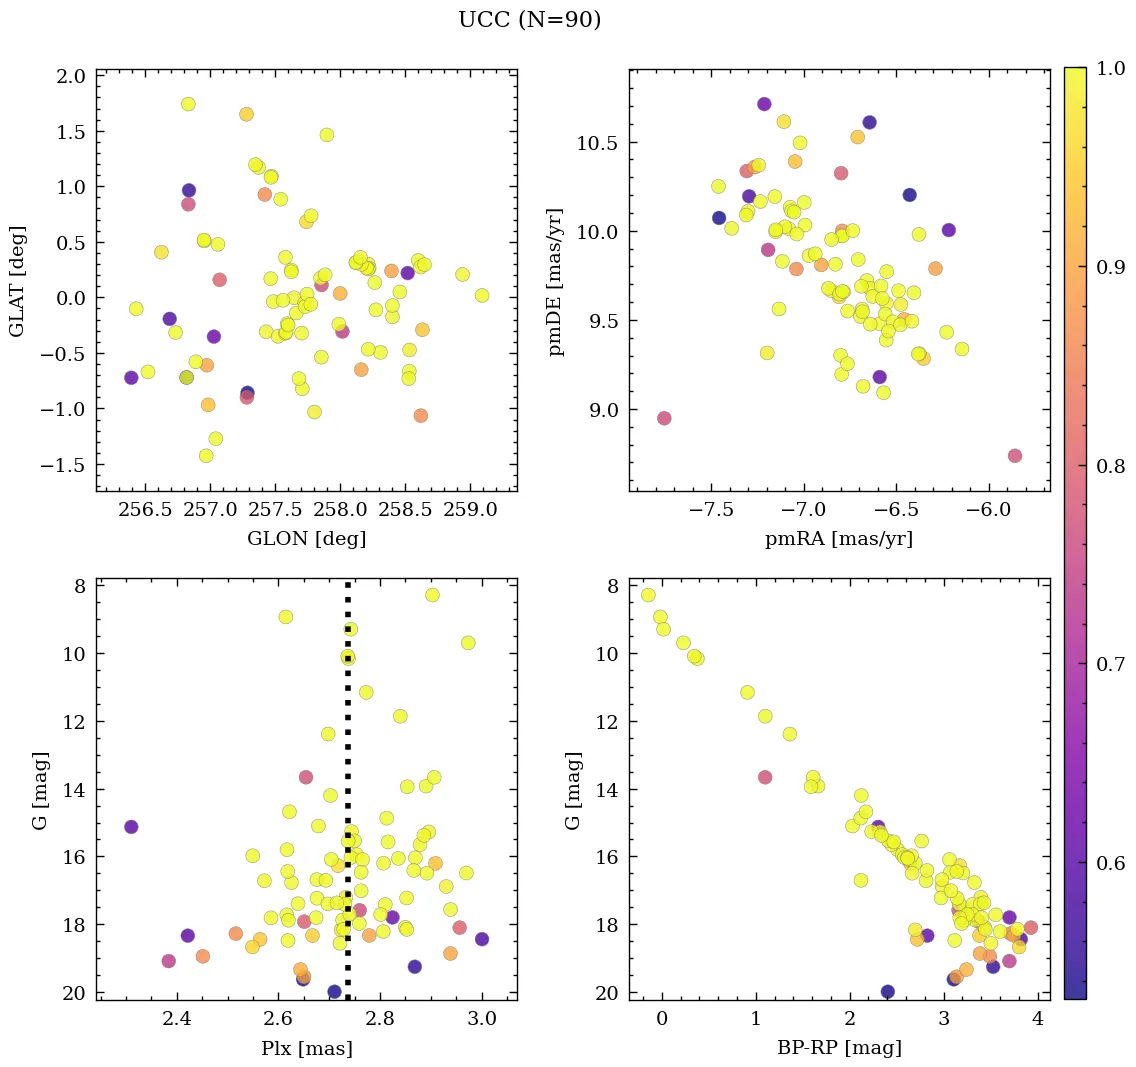 UCC (N=90)
2.0
1.5
1.0
0.5
0.0
−0.5
−1.0
−1.5
GLAT [deg]
256.5 257.0 257.5 258.0 258.5 259.0
GLON [deg]
10.5
10.0
9.5
9.0
pmDE [mas/yr]
−7.5 −7.0 −6.5 −6.0
pmRA [mas/yr]
1.0
0.9
0.8
0.7
0.6
8
10
12
14
16
18
20
G [mag]
2.4 2.6 2.8 3.0
Plx [mas]
8
10
12
14
16
18
20
G [mag]
0 1 2 3 4
BP-RP [mag]